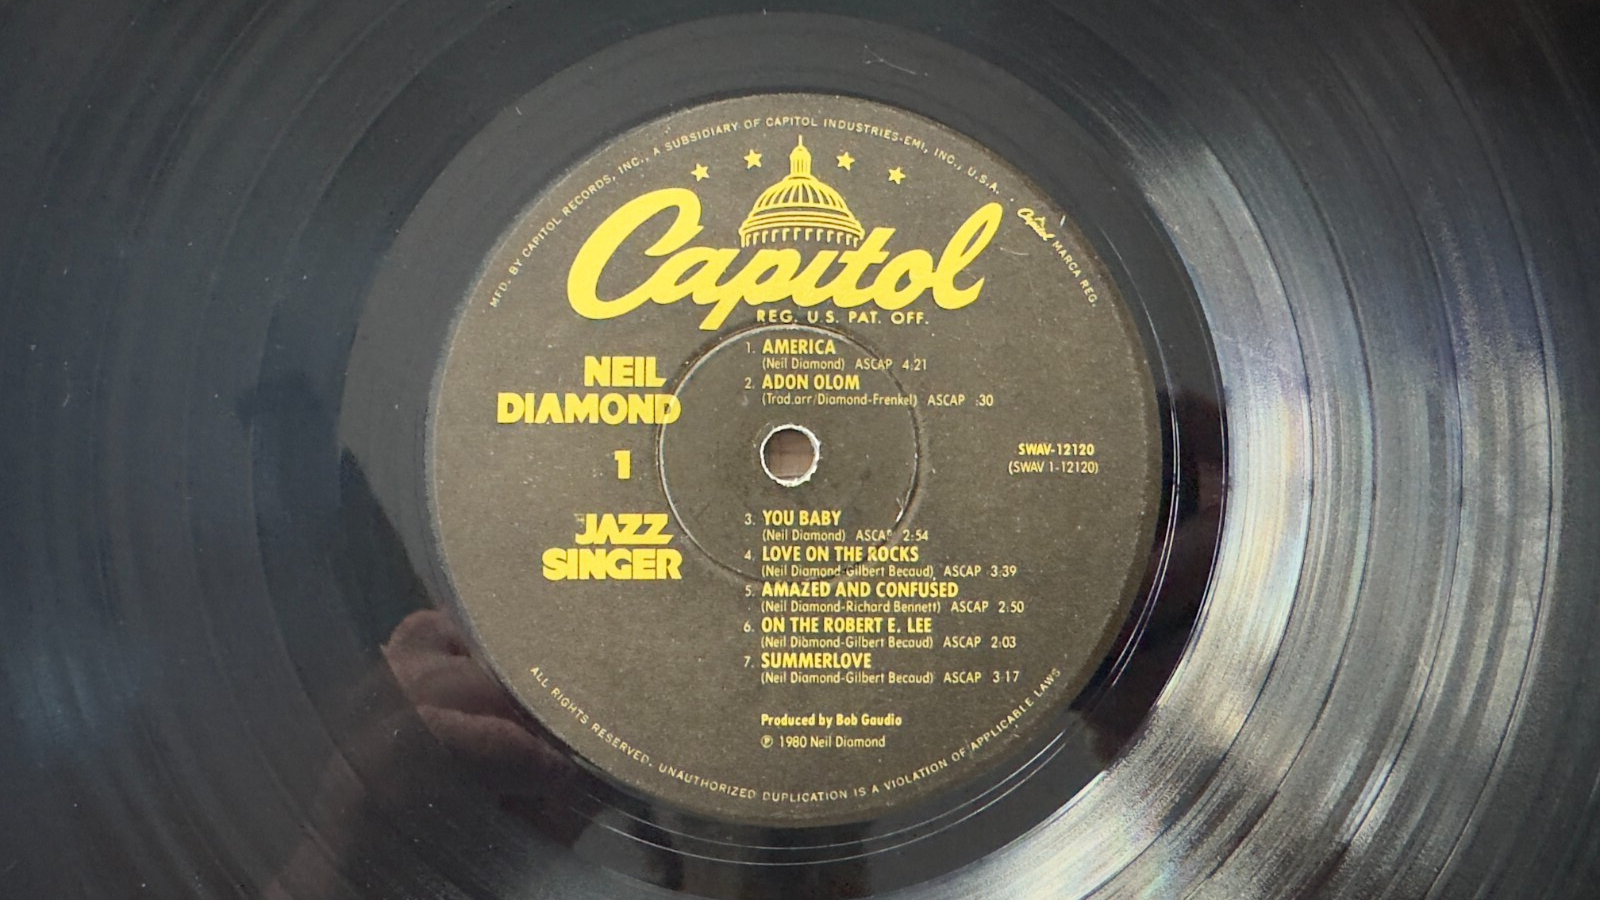 MFD. BY CAPITOL RECORDS, INC., A SUBSIDIARY OF CAPITOL INDUSTRIES-EMI, INC., U.S.A.
Capitol MARCA REG.
Capitol
REG. U.S. PAT. OFF.
NEIL
DIAMOND
1
JAZZ
SINGER
1. AMERICA
(Neil Diamond) ASCAP 4:21
2. ADON OLOM
(Trad.arr/Diamond-Frenkel) ASCAP :30
SWAV-12120
(SWAV 1-12120)
3. YOU BABY
(Neil Diamond) ASCAP 2:54
4. LOVE ON THE ROCKS
(Neil Diamond-Gilbert Becaud) ASCAP 3:39
5. AMAZED AND CONFUSED
(Neil Diamond-Richard Bennett) ASCAP 2:50
6. ON THE ROBERT E. LEE
(Neil Diamond-Gilbert Becaud) ASCAP 2:03
7. SUMMERLOVE
(Neil Diamond-Gilbert Becaud) ASCAP 3:17
Produced by Bob Gaudio
℗ 1980 Neil Diamond
ALL RIGHTS RESERVED. UNAUTHORIZED DUPLICATION IS A VIOLATION OF APPLICABLE LAWS